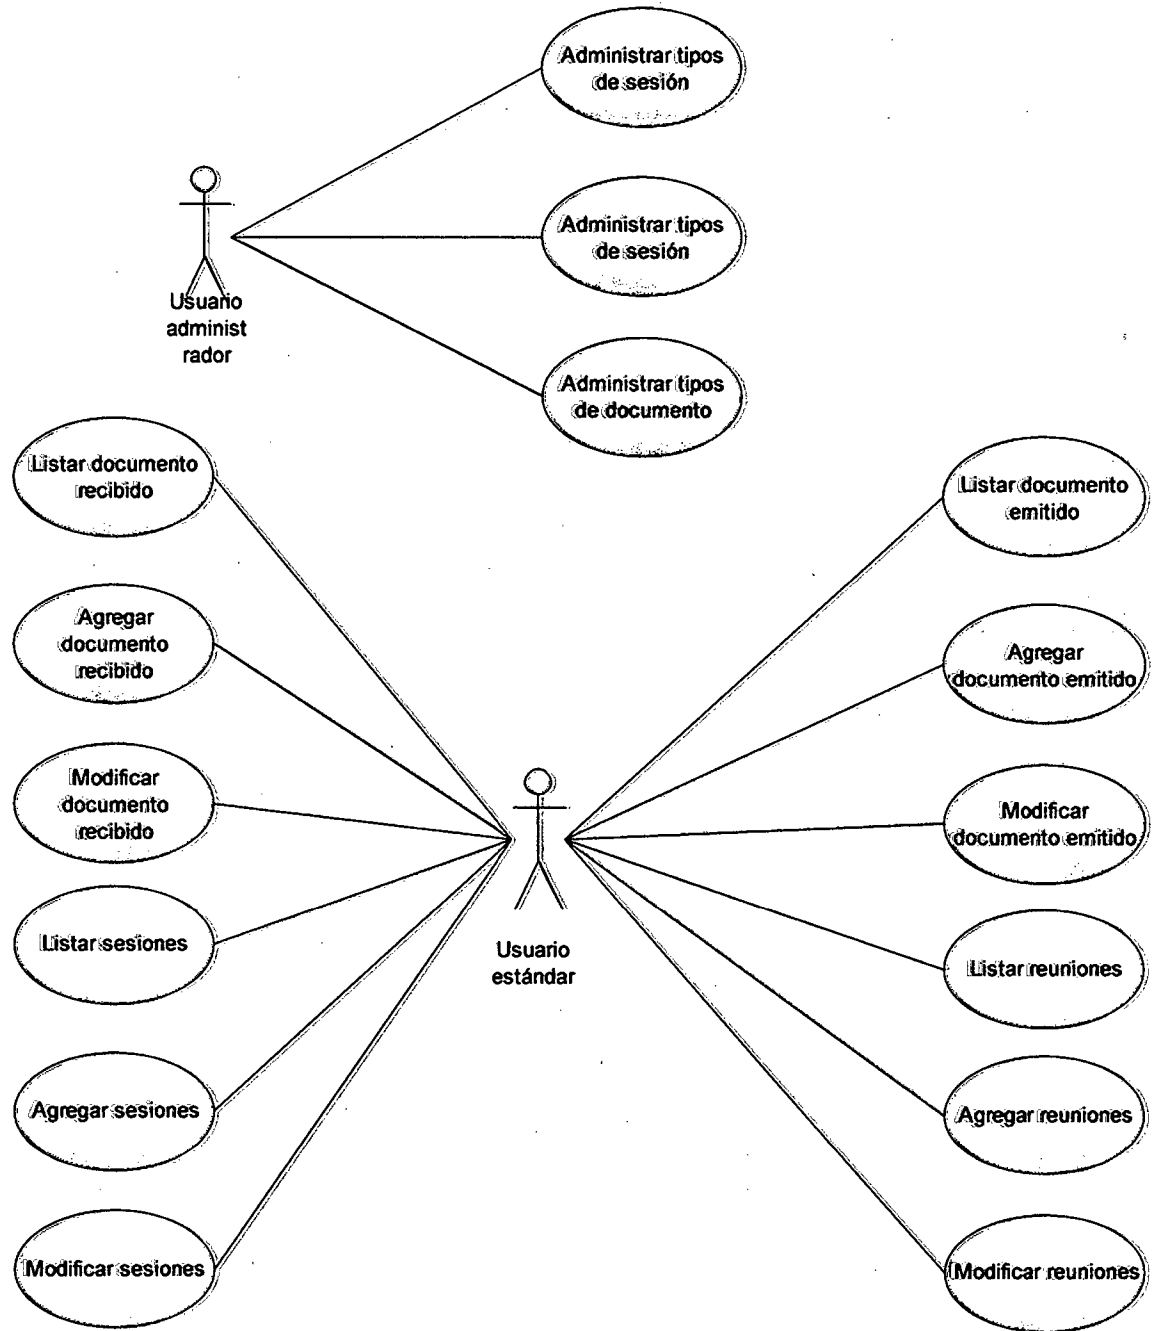 Administrar tipos
de sesión
Administrar tipos
de sesión
Usuario
administ
rador
Administrar tipos
de documento
Listar documento
recibido
Listar documento
emitido
Agregar
documento
recibido
Agregar
documento emitido
Modificar
documento
recibido
Modificar
documento emitido
Listar sesiones
Usuario
estándar
Listar reuniones
Agregar sesiones
Agregar reuniones
Modificar sesiones
Modificar reuniones